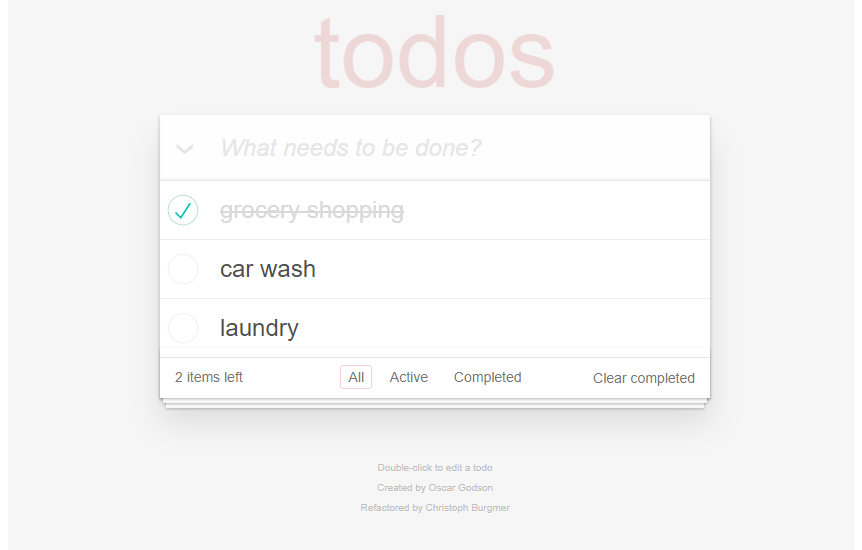 todos
What needs to be done?
grocery shopping
car wash
laundry
2 items left All Active Completed Clear completed
Double-click to edit a todo
Created by Oscar Godson
Refactored by Christoph Burgmer